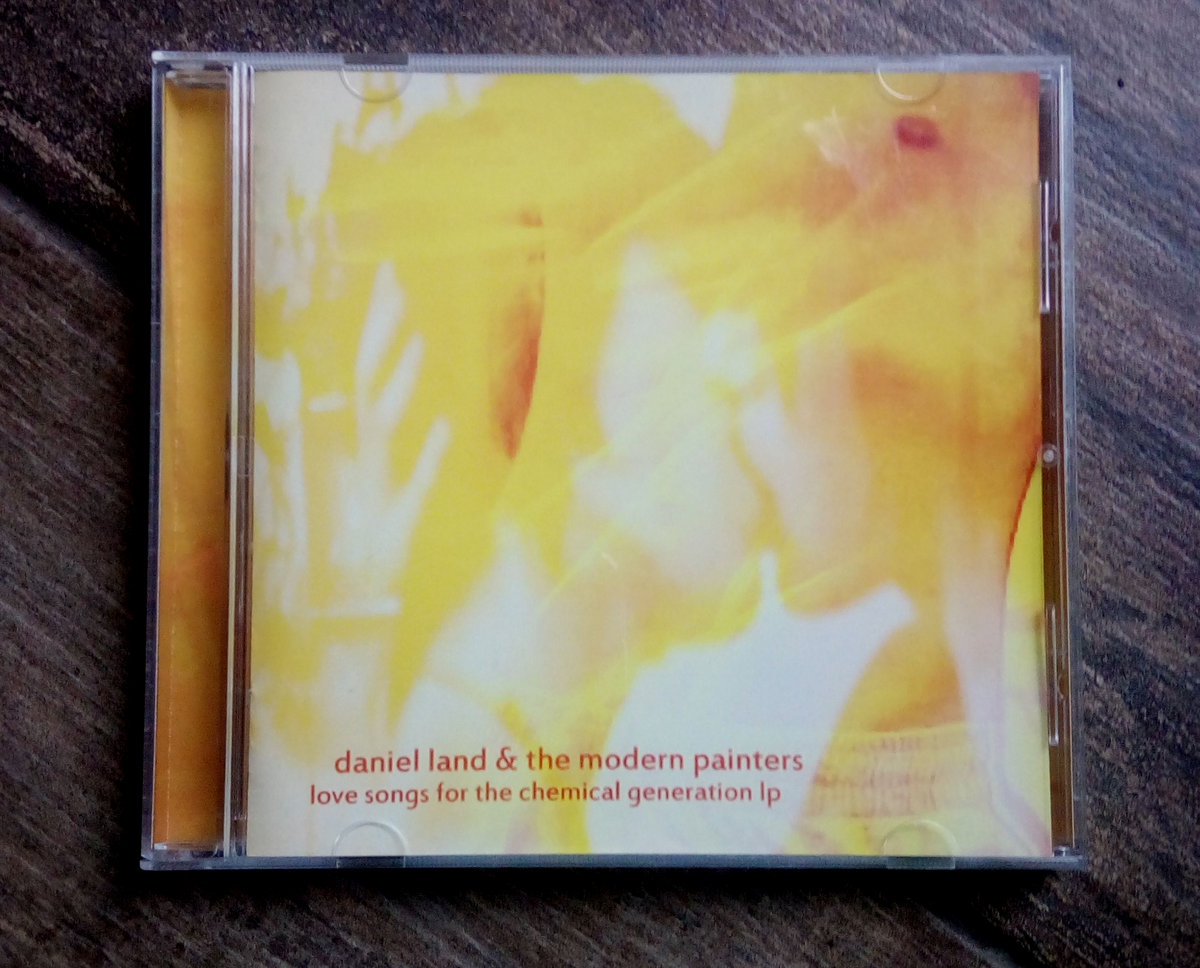 daniel land & the modern painters
love songs for the chemical generation lp